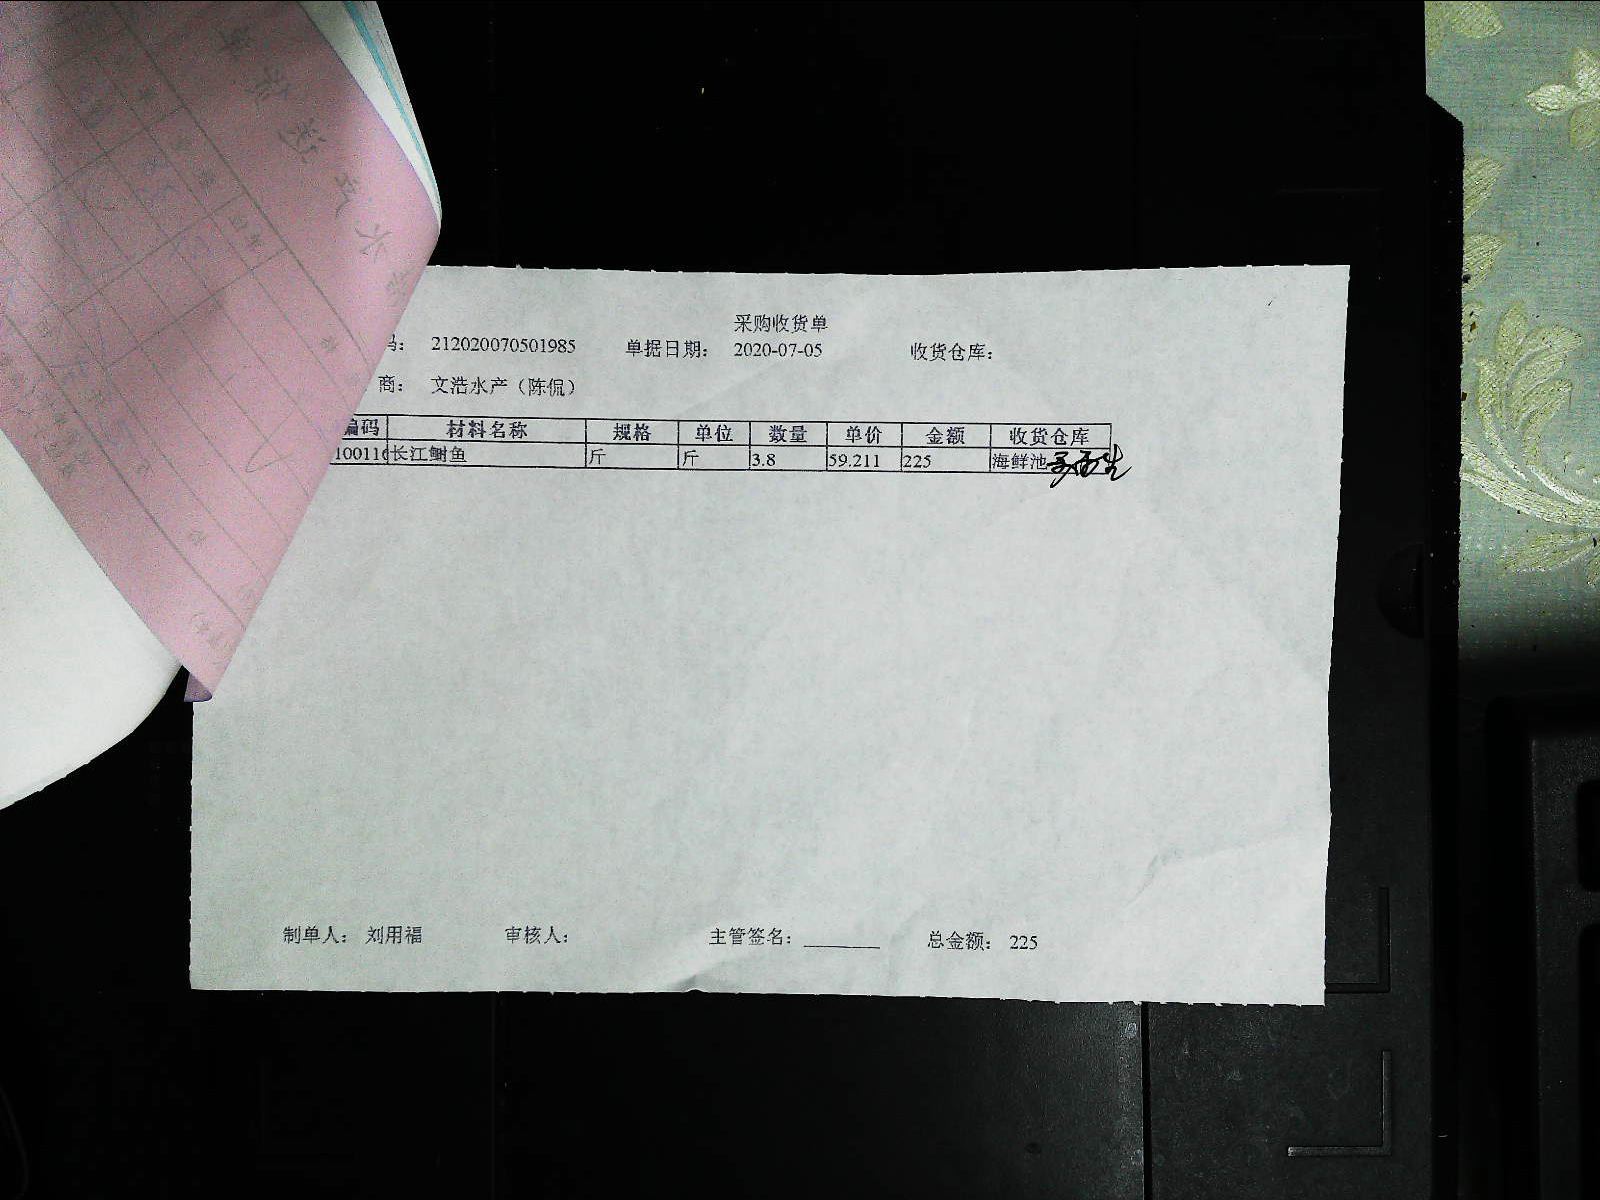 采购收货单
码： 212020070501985 单据日期： 2020-07-05 收货仓库：
商： 文浩水产（陈侃）
编码 材料名称 规格 单位 数量 单价 金额 收货仓库
100116 长江鮰鱼 斤 斤 3.8 59.211 225 海鲜池
制单人： 刘用福 审核人： 主管签名： 总金额： 225